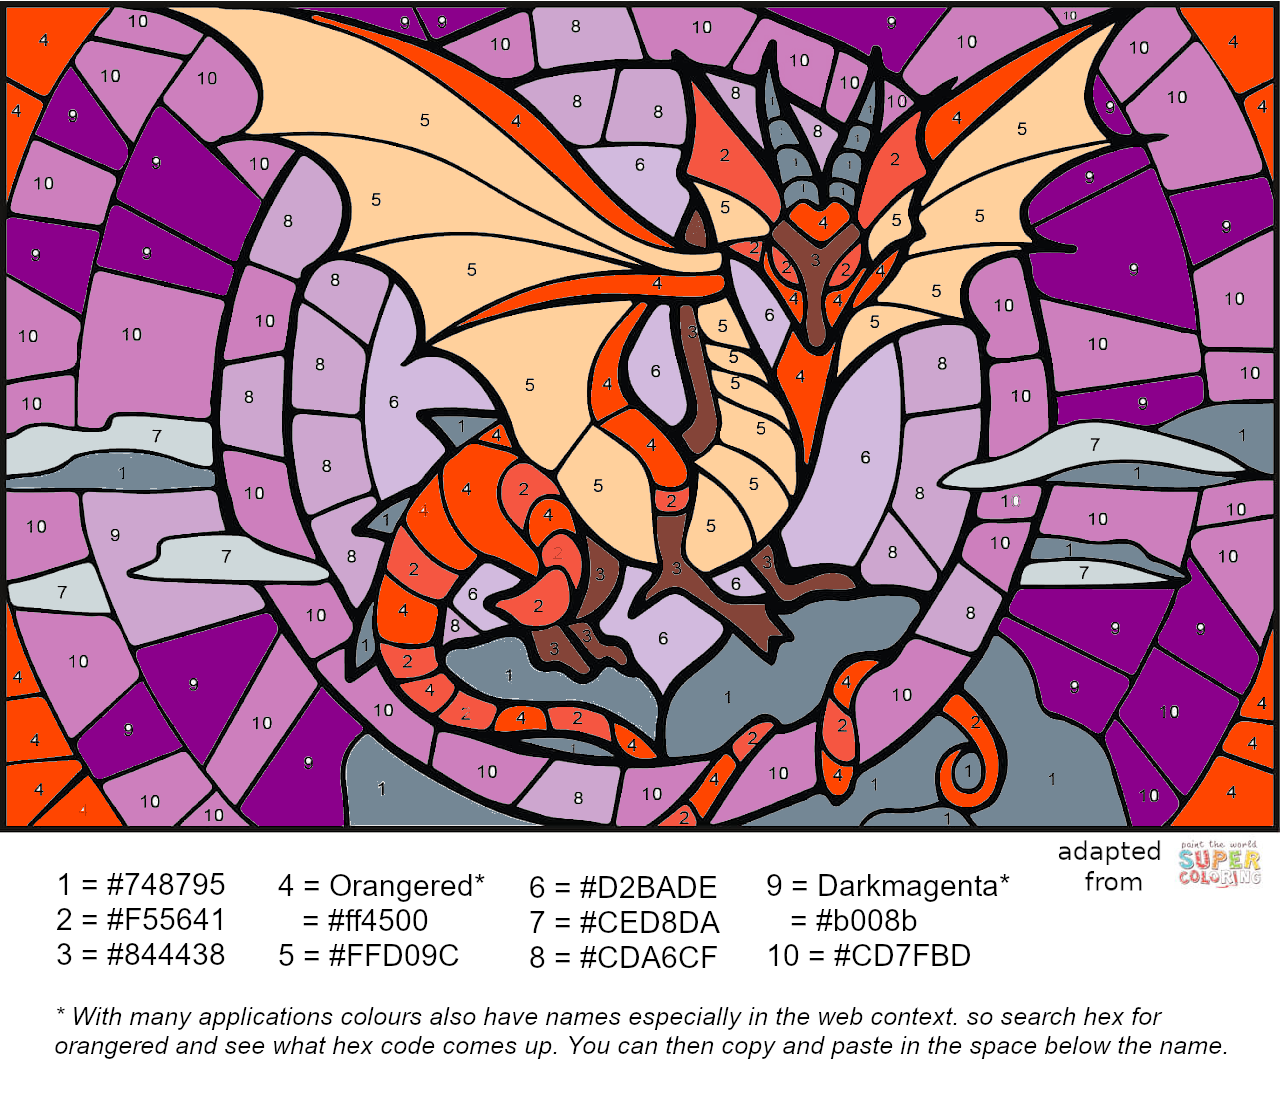 adapted
from
paint the world
SUPER
COLORING
1 = #748795
2 = #F55641
3 = #844438
4 = Orangered*
= #ff4500
5 = #FFD09C
6 = #D2BADE
7 = #CED8DA
8 = #CDA6CF
9 = Darkmagenta*
= #b008b
10 = #CD7FBD
* With many applications colours also have names especially in the web context. so search hex for
orangered and see what hex code comes up. You can then copy and paste in the space below the name.